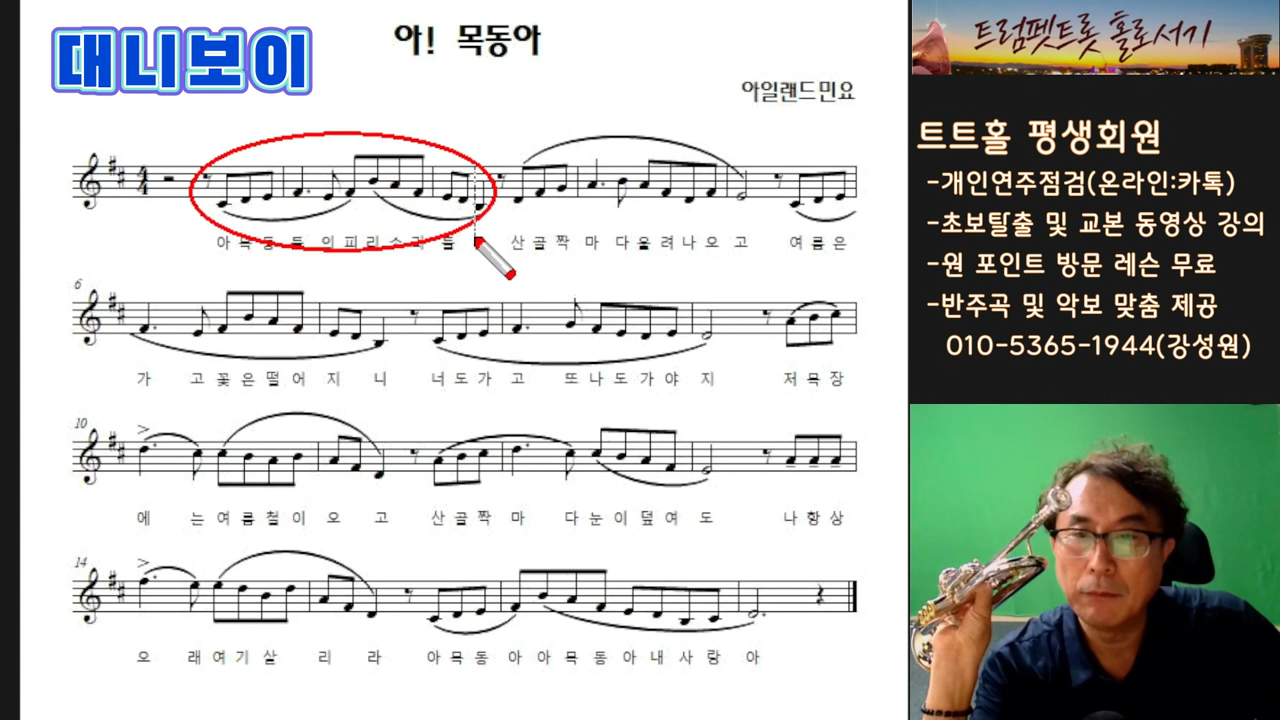 대니보이
아! 목동아
아일랜드민요
아 목 동 들 의 피 리 소 리 들 산 골 짝 마 다 울 려 나 오 고 여 름 은
6
가 고 꽃 은 떨 어 지 니 너 도 가 고 또 나 도 가 야 지 저 목 장
10
에 는 여 름 철 이 오 고 산 골 짝 마 다 눈 이 덮 여 도 나 항 상
14
오 래 여 기 살 리 라 아 목 동 아 아 목 동 아 내 사 랑 아
트럼펫트롯 홀로서기
트트홀 평생회원
-개인연주점검(온라인:카톡)
-초보탈출 및 교본 동영상 강의
-원 포인트 방문 레슨 무료
-반주곡 및 악보 맞춤 제공
010-5365-1944(강성원)